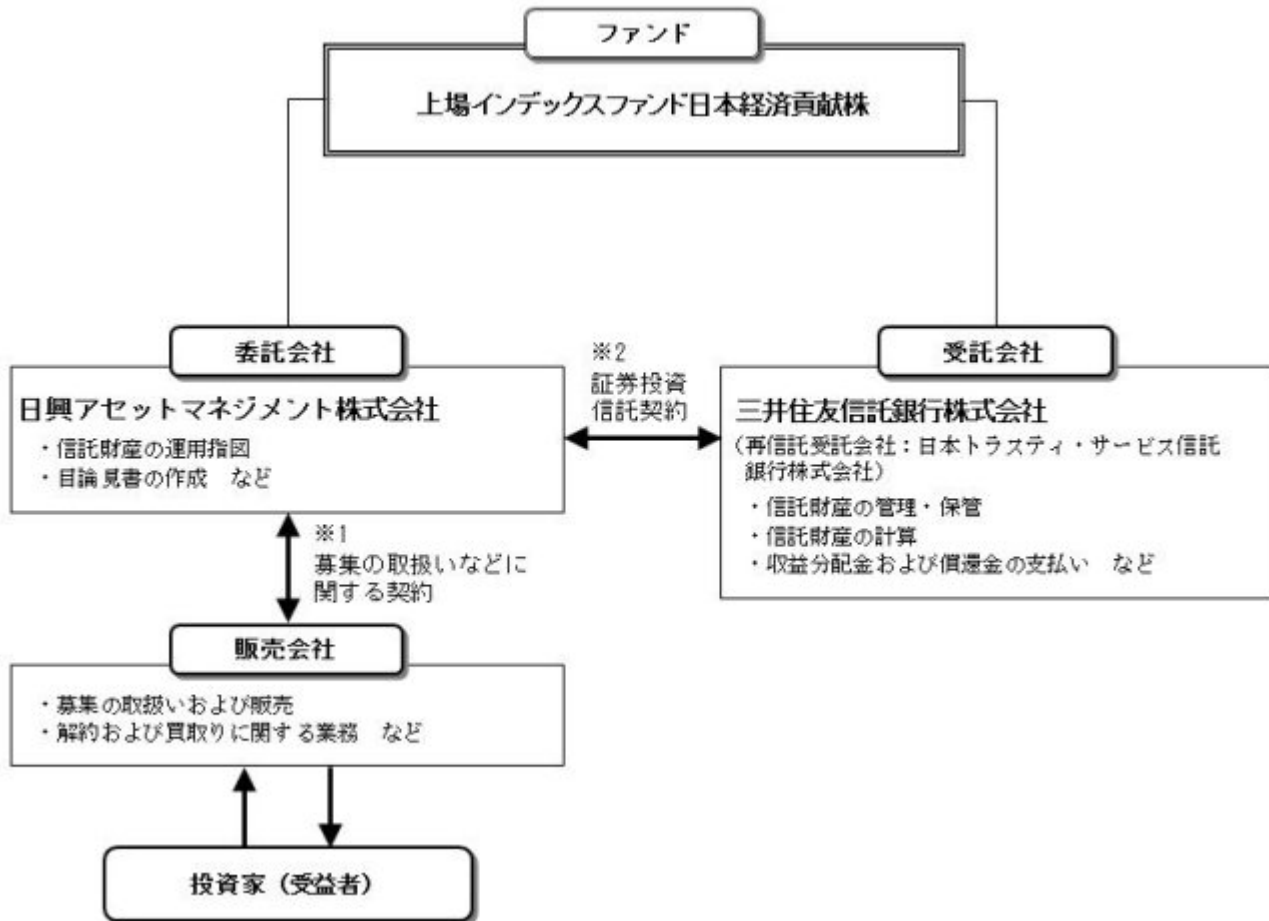 ファンド
上場インデックスファンド日本経済貢献株
委託会社
日興アセットマネジメント株式会社
・信託財産の運用指図
・目論見書の作成　など
※2
証券投資
信託契約
受託会社
三井住友信託銀行株式会社
（再信託受託会社：日本トラスティ・サービス信託
銀行株式会社）
・信託財産の管理・保管
・信託財産の計算
・収益分配金および償還金の支払い　など
※1
募集の取扱いなどに
関する契約
販売会社
・募集の取扱いおよび販売
・解約および買取りに関する業務　など
投資家（受益者）